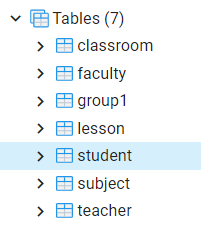 Tables (7)
classroom
faculty
group1
lesson
student
subject
teacher